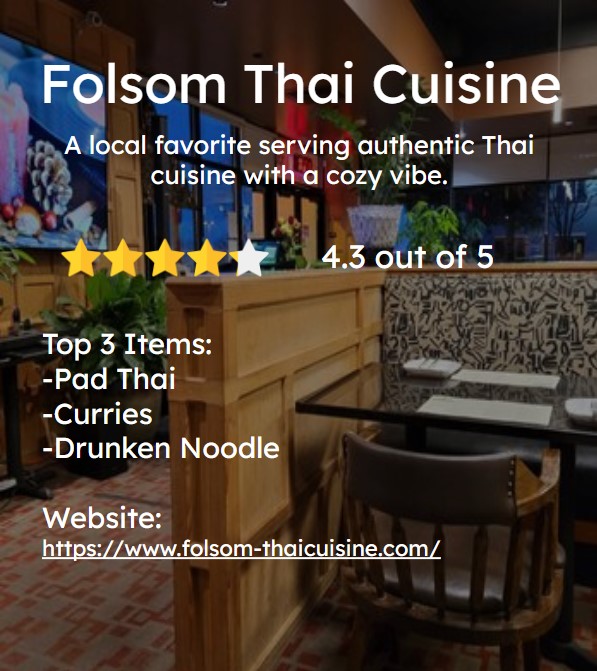 Folsom Thai Cuisine
A local favorite serving authentic Thai
cuisine with a cozy vibe.
4.3 out of 5
Top 3 Items:
-Pad Thai
-Curries
-Drunken Noodle
Website:
https://www.folsom-thaicuisine.com/